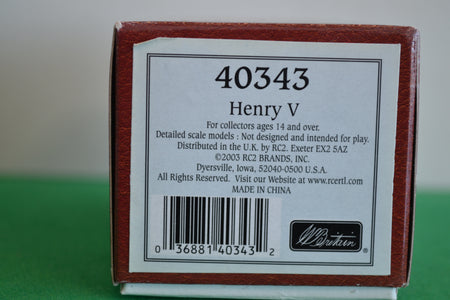 40343
Henry V
For collectors ages 14 and over.
Detailed scale models : Not designed and intended for play.
Distributed in the U.K. by RC2. Exeter EX2 5AZ
©2003 RC2 BRANDS, INC.
Dyersville, Iowa, 52040-0500 U.S.A.
All Rights Reserved. Visit our Website at www.rcertl.com
MADE IN CHINA
W. Britain ®
0 36881 40343 2